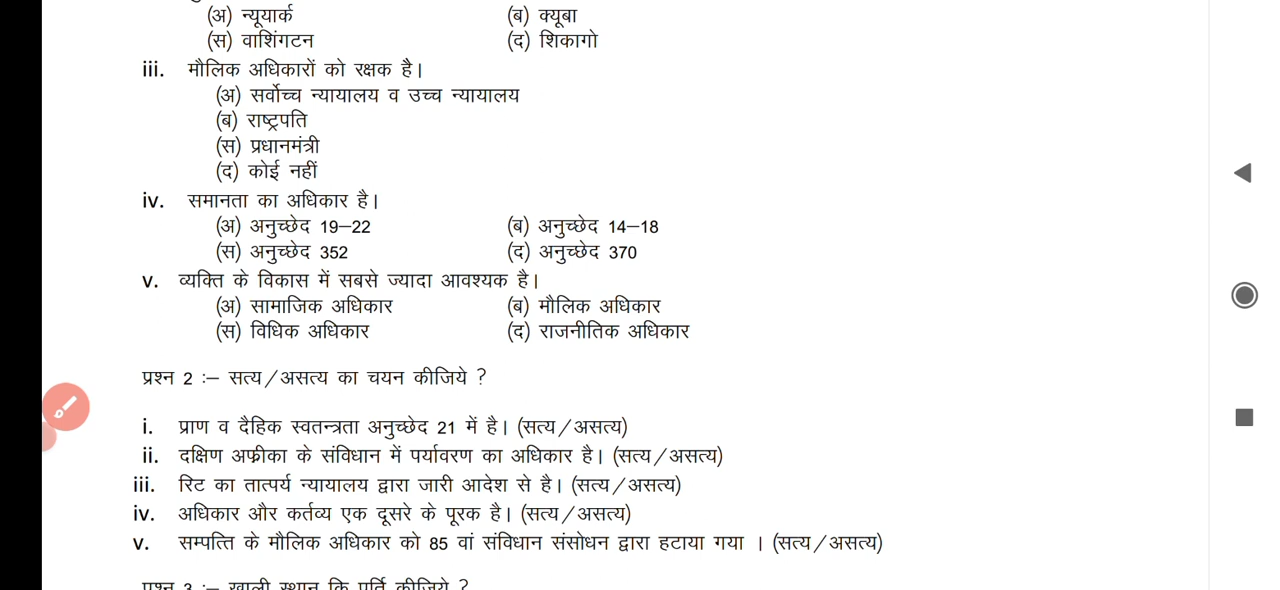 (अ) न्यूयार्क (ब) क्यूबा
(स) वाशिंगटन (द) शिकागो
iii. मौलिक अधिकारों को रक्षक है।
(अ) सर्वोच्च न्यायालय व उच्च न्यायालय
(ब) राष्ट्रपति
(स) प्रधानमंत्री
(द) कोई नहीं
iv. समानता का अधिकार है।
(अ) अनुच्छेद 19–22 (ब) अनुच्छेद 14–18
(स) अनुच्छेद 352 (द) अनुच्छेद 370
v. व्यक्ति के विकास में सबसे ज्यादा आवश्यक है।
(अ) सामाजिक अधिकार (ब) मौलिक अधिकार
(स) विधिक अधिकार (द) राजनीतिक अधिकार
प्रश्न 2 :– सत्य/असत्य का चयन कीजिये ?
i. प्राण व दैहिक स्वतन्त्रता अनुच्छेद 21 में है। (सत्य/असत्य)
ii. दक्षिण अफ्रीका के संविधान में पर्यावरण का अधिकार है। (सत्य/असत्य)
iii. रिट का तात्पर्य न्यायालय द्वारा जारी आदेश से है। (सत्य/असत्य)
iv. अधिकार और कर्तव्य एक दूसरे के पूरक है। (सत्य/असत्य)
v. सम्पत्ति के मौलिक अधिकार को 85 वां संविधान संसोधन द्वारा हटाया गया । (सत्य/असत्य)
प्रश्न 3 :– खाली स्थान कि पूर्ति कीजिये ?